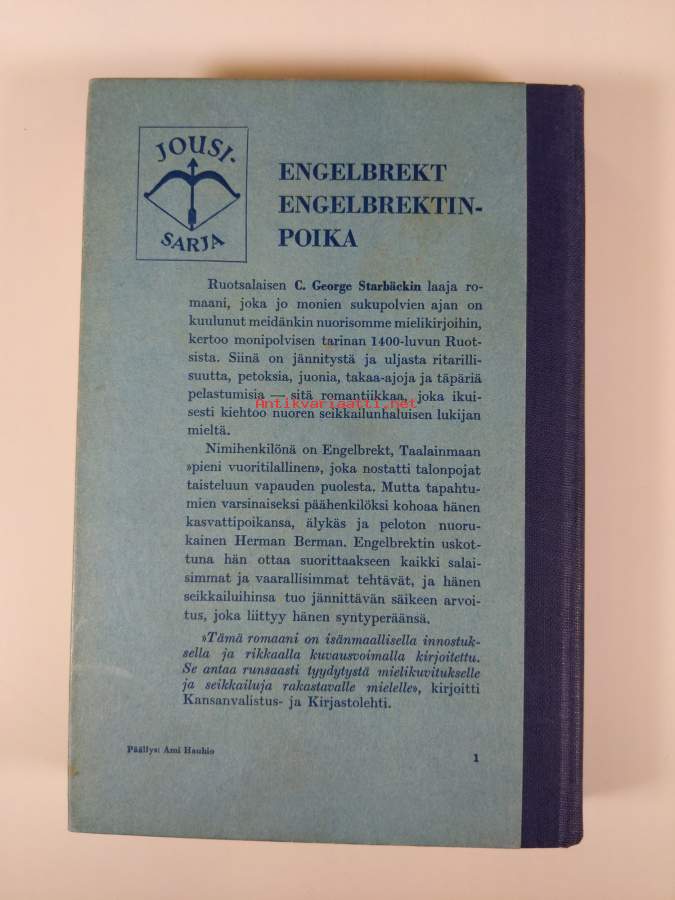 JOUSI-
SARJA
ENGELBREKT
ENGELBREKTIN-
POIKA
Ruotsalaisen C. George Starbäckin laaja ro-
maani, joka jo monien sukupolvien ajan on
kuulunut meidänkin nuorisomme mielikirjoihin,
kertoo monipolvisen tarinan 1400-luvun Ruot-
sista. Siinä on jännitystä ja uljasta ritarilli-
suutta, petoksia, juonia, takaa-ajoja ja täpäriä
pelastumisia — sitä romantiikkaa, joka ikui-
Antikvariaatti.net
sesti kiehtoo nuoren seikkailunhaluisen lukijan
mieltä.
Nimihenkilönä on Engelbrekt, Taalainmaan
»pieni vuoritilallinen», joka nostatti talonpojat
taisteluun vapauden puolesta. Mutta tapahtu-
mien varsinaiseksi päähenkilöksi kohoaa hänen
kasvattipoikansa, älykäs ja peloton nuoru-
kainen Herman Berman. Engelbrektin uskot-
tuna hän ottaa suorittaakseen kaikki salai-
simmat ja vaarallisimmat tehtävät, ja hänen
seikkailuihinsa tuo jännittävän säikeen arvoi-
tus, joka liittyy hänen syntyperäänsä.
»Tämä romaani on isänmaallisella innostuk-
sella ja rikkaalla kuvausvoimalla kirjoitettu.
Se antaa runsaasti tyydytystä mielikuvitukselle
ja seikkailuja rakastavalle mielelle», kirjoitti
Kansanvalistus- ja Kirjastolehti.
Päällys: Ami Hauhio
1